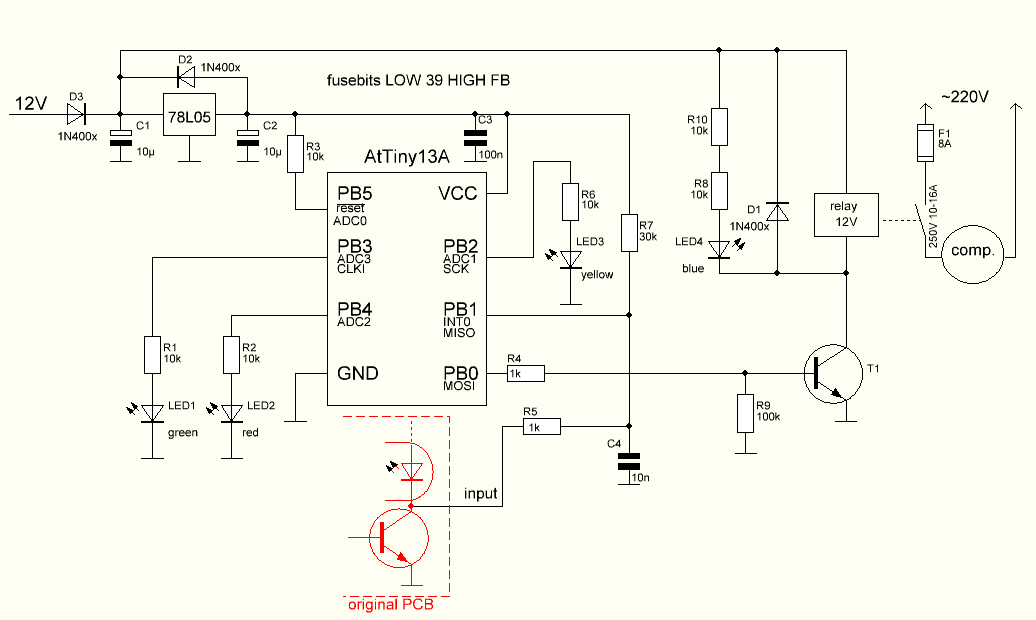 fusebits LOW 39 HIGH FB
12V
D3
1N400x
D2
1N400x
78L05
C1
10µ
C2
10µ
R3
10k
C3
100n
AtTiny13A
PB5
reset
ADC0
VCC
PB3
ADC3
CLKI
PB2
ADC1
SCK
PB4
ADC2
PB1
INT0
MISO
GND
PB0
MOSI
R6
10k
LED3
yellow
R7
30k
R1
10k
LED1
green
R2
10k
LED2
red
R4
1k
R5
1k
C4
10n
input
original PCB
R10
10k
R8
10k
LED4
blue
D1
1N400x
relay
12V
R9
100k
T1
~220V
F1
8A
250V 10-16A
comp.